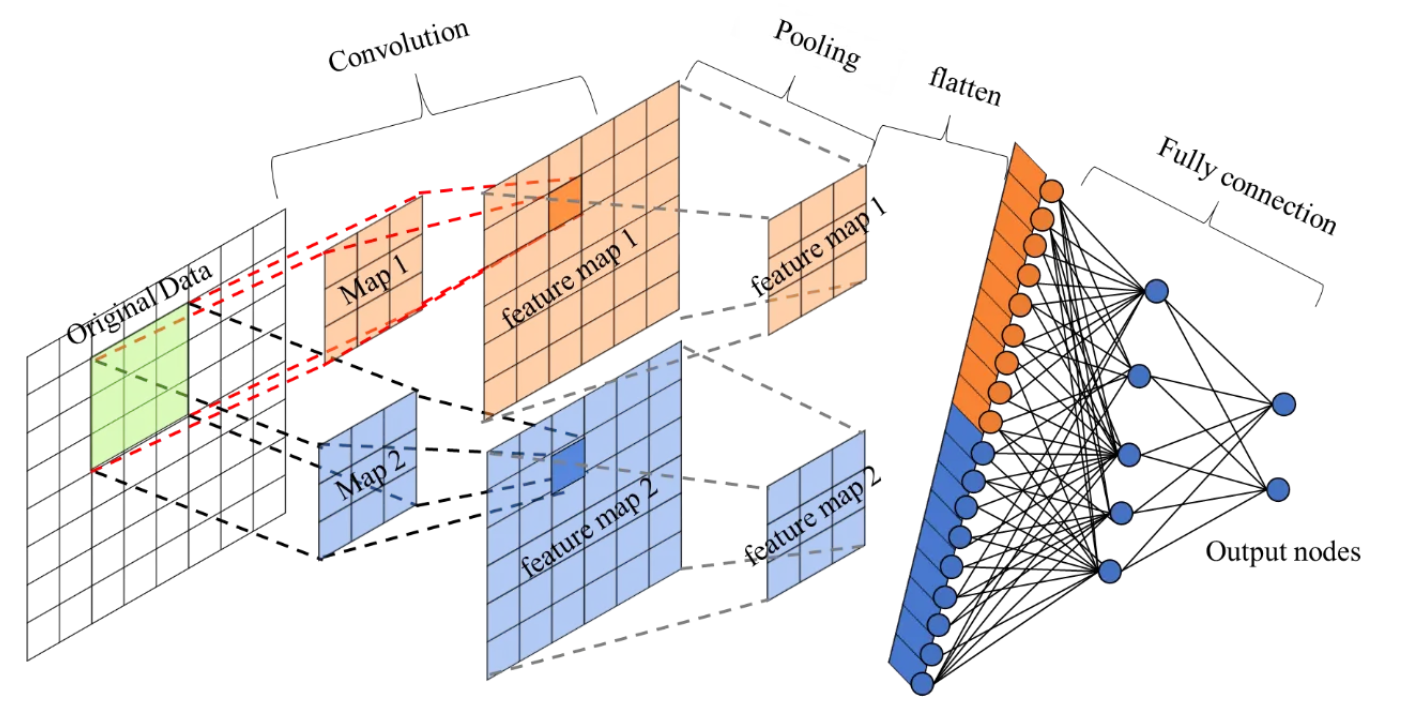 Convolution
Pooling
flatten
Fully connection
Original Data
Map 1
feature map 1
feature map 1
Map 2
feature map 2
feature map 2
Output nodes